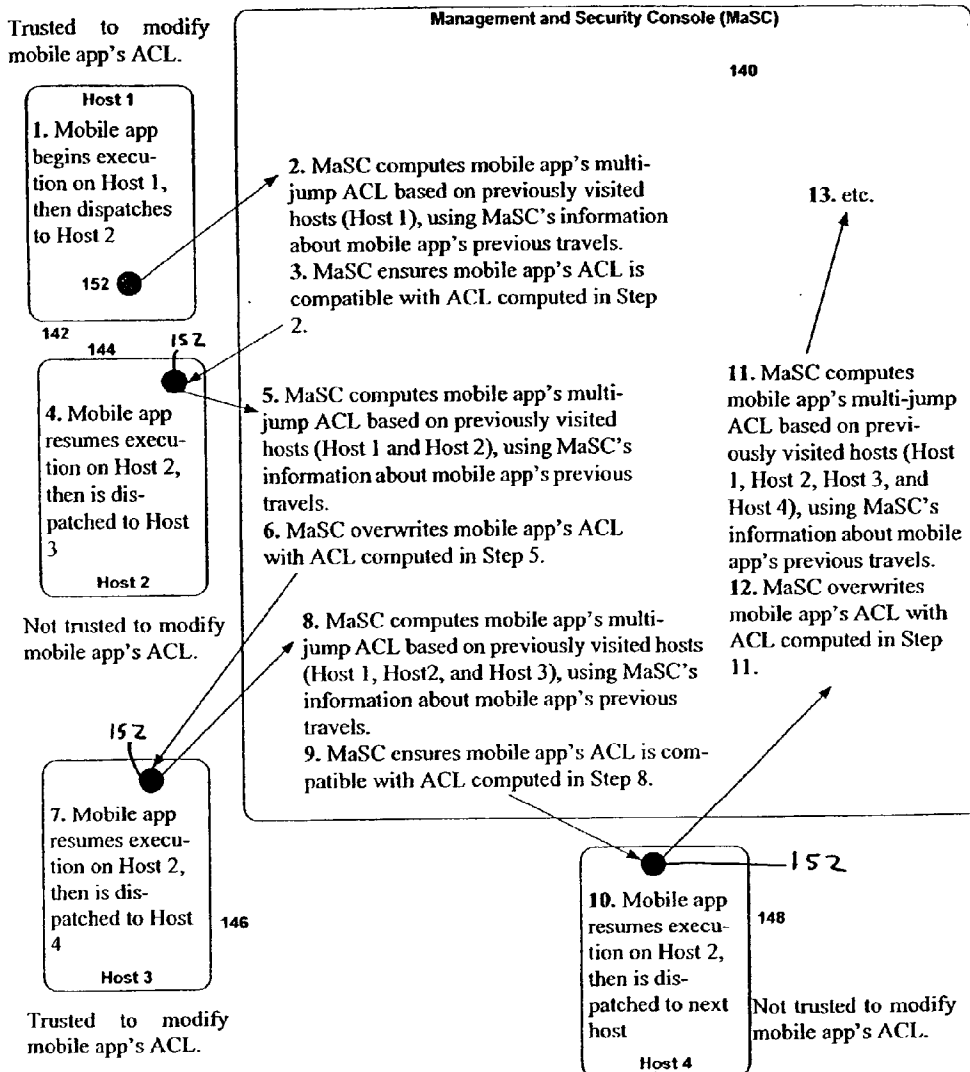 Management and Security Console (MaSC)
140
Trusted to modify
mobile app's ACL.
Host 1
1. Mobile app
begins execu-
tion on Host 1,
then dispatches
to Host 2
152
142
2. MaSC computes mobile app's multi-
jump ACL based on previously visited
hosts (Host 1), using MaSC's information
about mobile app's previous travels.
3. MaSC ensures mobile app's ACL is
compatible with ACL computed in Step
2.
144
152
4. Mobile app
resumes execu-
tion on Host 2,
then is dis-
patched to Host
3
Host 2
Not trusted to modify
mobile app's ACL.
5. MaSC computes mobile app's multi-
jump ACL based on previously visited
hosts (Host 1 and Host 2), using MaSC's
information about mobile app's previous
travels.
6. MaSC overwrites mobile app's ACL
with ACL computed in Step 5.
152
7. Mobile app
resumes execu-
tion on Host 2,
then is dis-
patched to Host
4
Host 3
146
Trusted to modify
mobile app's ACL.
8. MaSC computes mobile app's multi-
jump ACL based on previously visited hosts
(Host 1, Host2, and Host 3), using MaSC's
information about mobile app's previous
travels.
9. MaSC ensures mobile app's ACL is com-
patible with ACL computed in Step 8.
152
10. Mobile app
resumes execu-
tion on Host 2,
then is dis-
patched to next
host
Host 4
148
Not trusted to modify
mobile app's ACL.
11. MaSC computes
mobile app's multi-jump
ACL based on previ-
ously visited hosts (Host
1, Host 2, Host 3, and
Host 4), using MaSC's
information about mobile
app's previous travels.
12. MaSC overwrites
mobile app's ACL with
ACL computed in Step
11.
13. etc.